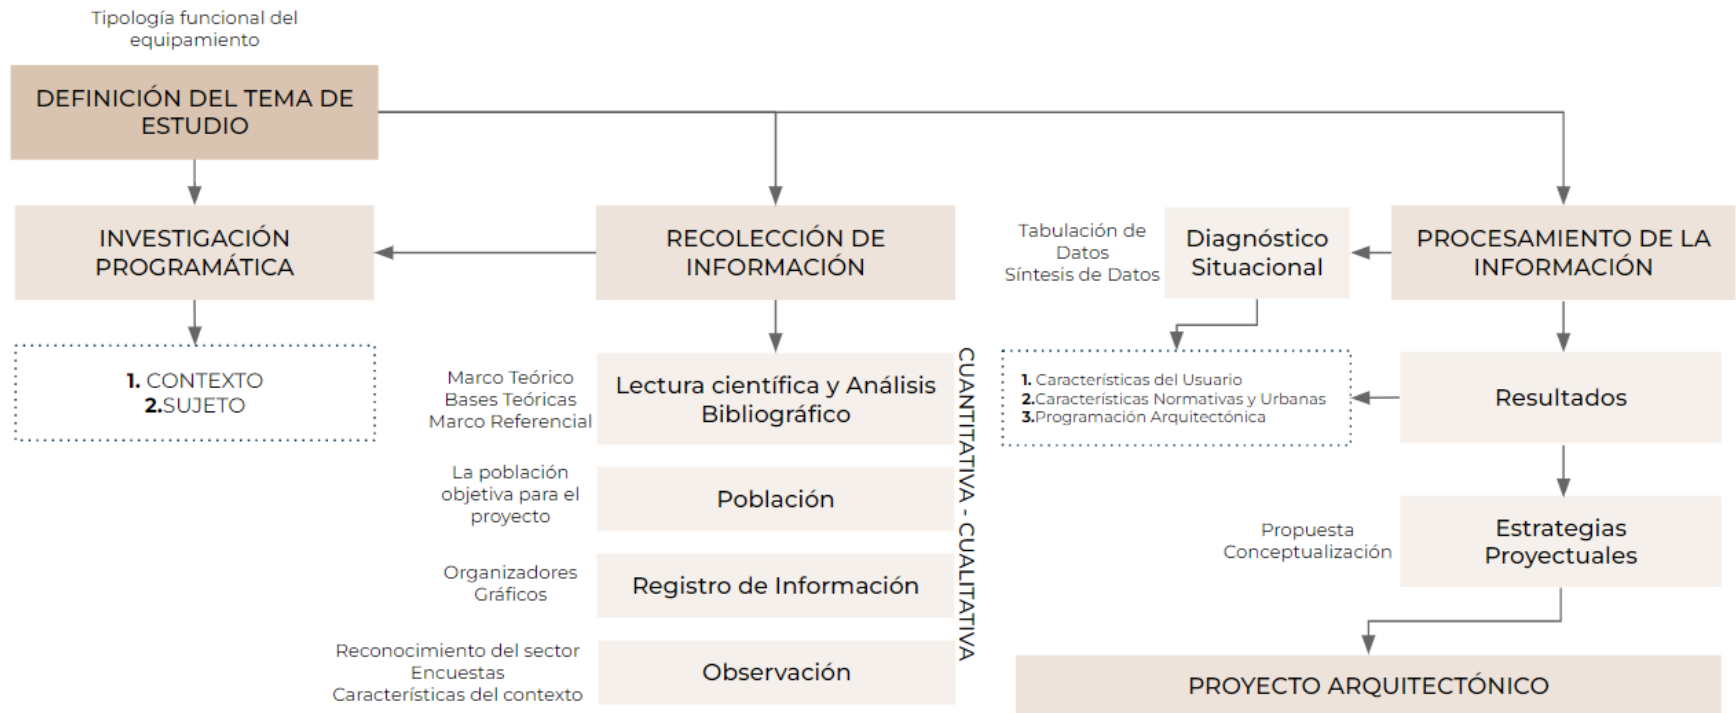 Tipología funcional del
equipamiento
DEFINICIÓN DEL TEMA DE
ESTUDIO
INVESTIGACIÓN
PROGRAMÁTICA
1. CONTEXTO
2.SUJETO
RECOLECCIÓN DE
INFORMACIÓN
Marco Teórico
Bases Teóricas
Marco Referencial
Lectura científica y Análisis
Bibliográfico
La población
objetiva para el
proyecto
Población
Organizadores
Gráficos
Registro de Información
Reconocimiento del sector
Encuestas
Características del contexto
Observación
CUANTITATIVA - CUALITATIVA
Tabulación de
Datos
Síntesis de Datos
Diagnóstico
Situacional
PROCESAMIENTO DE LA
INFORMACIÓN
1. Características del Usuario
2.Características Normativas y Urbanas
3.Programación Arquitectónica
Resultados
Propuesta
Conceptualización
Estrategias
Proyectuales
PROYECTO ARQUITECTÓNICO